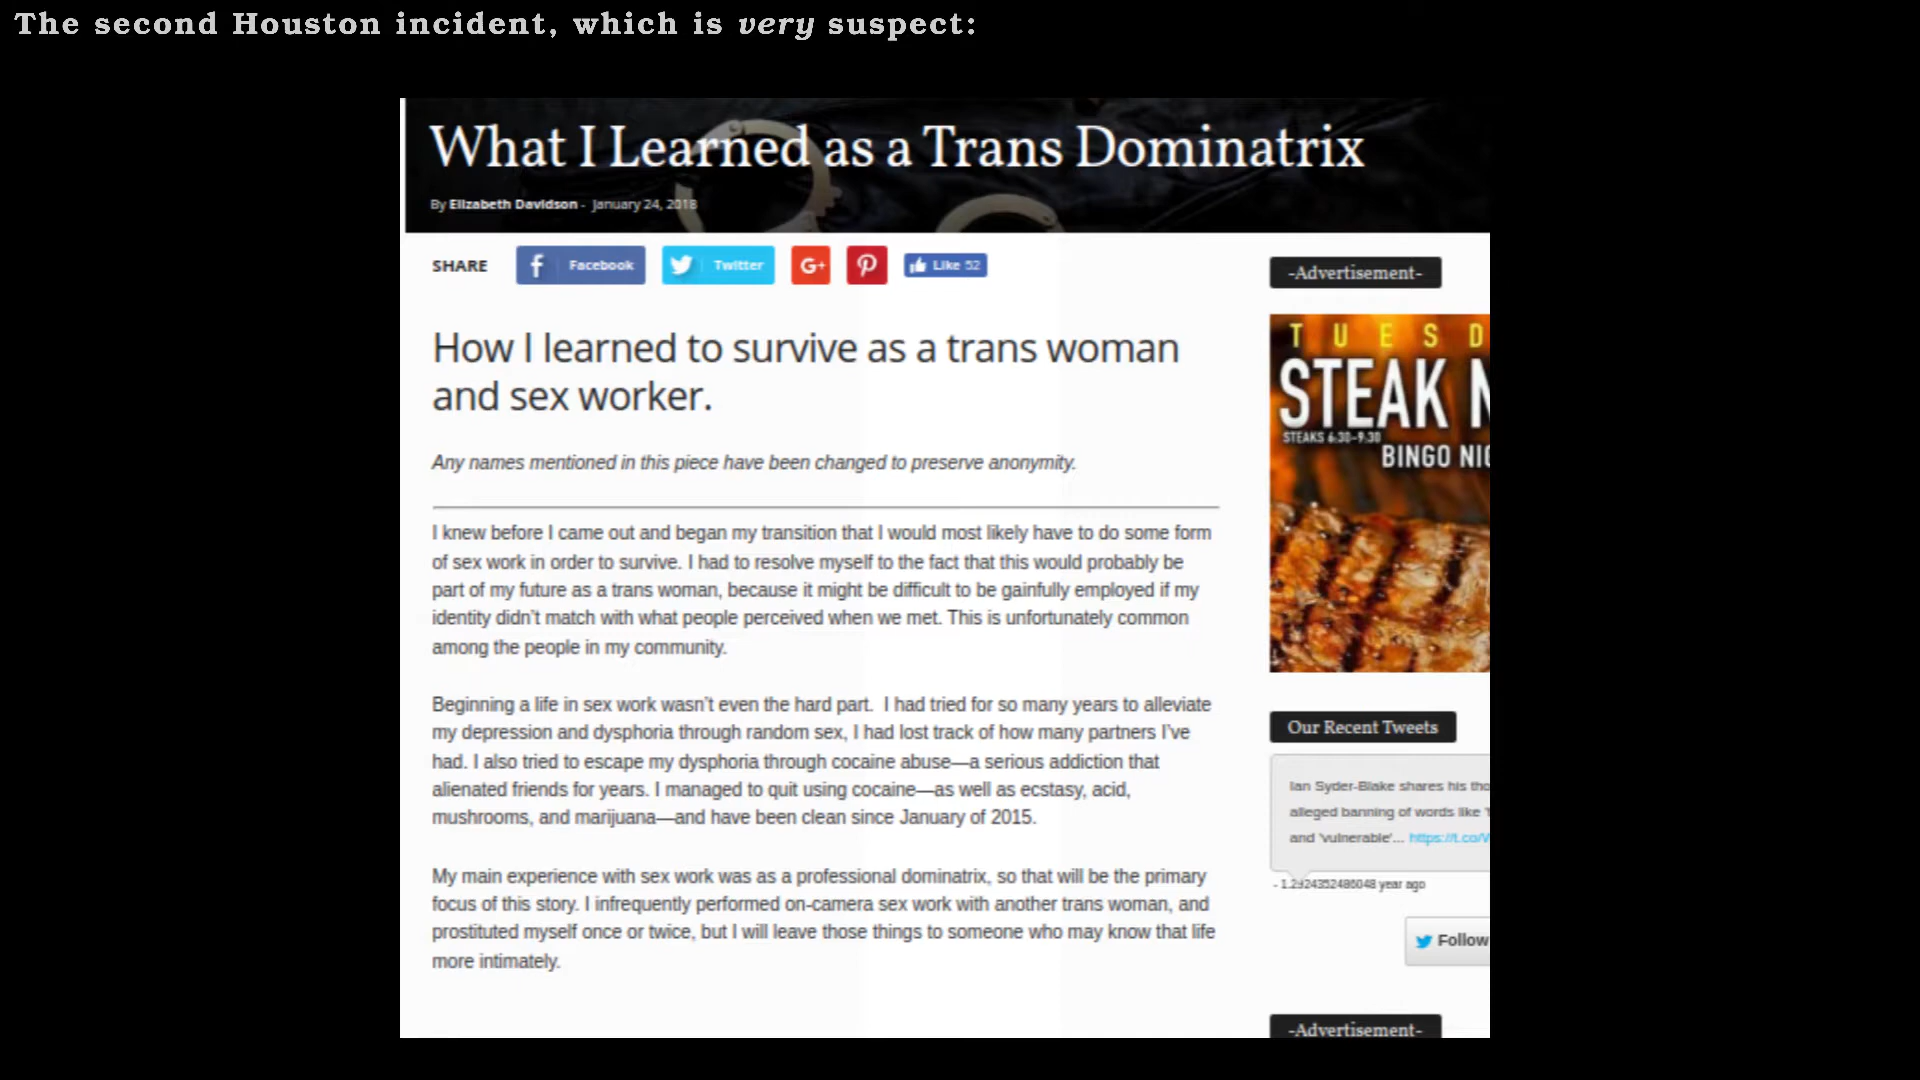 The second Houston incident, which is very suspect:
What I Learned as a Trans Dominatrix
By Elizabeth Davidson - January 24, 2018
SHARE
Facebook
Twitter
G+
Like 52
How I learned to survive as a trans woman
and sex worker.
Any names mentioned in this piece have been changed to preserve anonymity.
I knew before I came out and began my transition that I would most likely have to do some form
of sex work in order to survive. I had to resolve myself to the fact that this would probably be
part of my future as a trans woman, because it might be difficult to be gainfully employed if my
identity didn't match with what people perceived when we met. This is unfortunately common
among the people in my community.
Beginning a life in sex work wasn't even the hard part. I had tried for so many years to alleviate
my depression and dysphoria through random sex, I had lost track of how many partners I've
had. I also tried to escape my dysphoria through cocaine abuse—a serious addiction that
alienated friends for years. I managed to quit using cocaine—as well as ecstasy, acid,
mushrooms, and marijuana—and have been clean since January of 2015.
My main experience with sex work was as a professional dominatrix, so that will be the primary
focus of this story. I infrequently performed on-camera sex work with another trans woman, and
prostituted myself once or twice, but I will leave those things to someone who may know that life
more intimately.
-Advertisement-
TUESD
STEAK N
STEAKS 6:30-9:30
BINGO NIG
Our Recent Tweets
Ian Syder-Blake shares his tho
alleged banning of words like 't
and 'vulnerable'... https://t.co/V
- 1.2924352486048 year ago
Follow
-Advertisement-